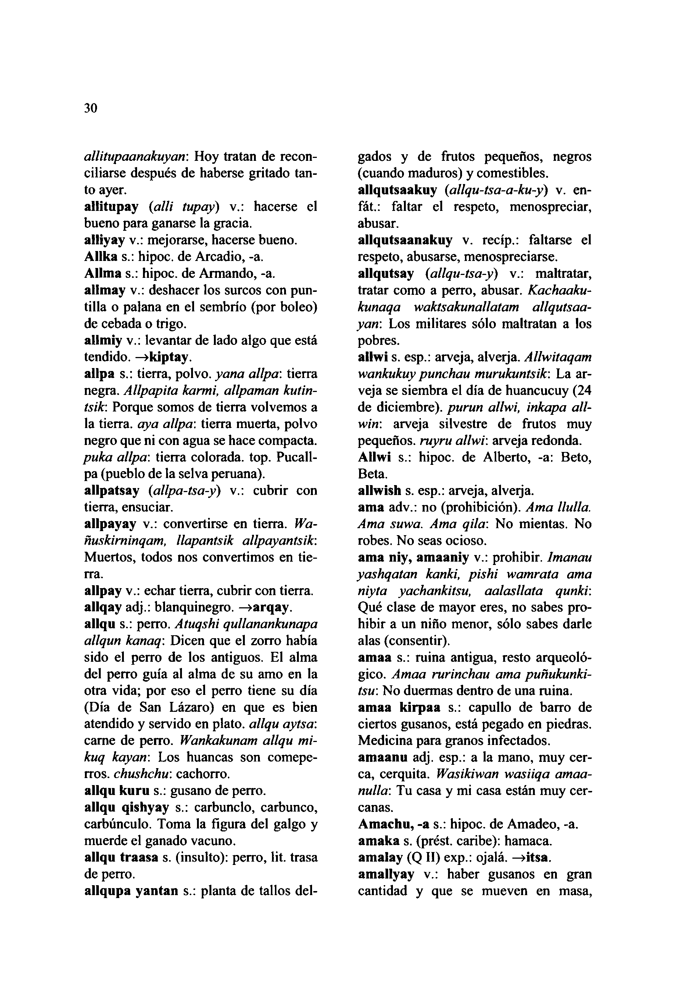 30
allitupaanakuyan: Hoy tratan de recon-
ciliarse después de haberse gritado tan-
to ayer.
allitupay (alli tupay) v.: hacerse el
bueno para ganarse la gracia.
alliyay v.: mejorarse, hacerse bueno.
Allka s.: hipoc. de Arcadio, -a.
Allma s.: hipoc. de Armando, -a.
allmay v.: deshacer los surcos con pun-
tilla o palana en el sembrío (por boleo)
de cebada o trigo.
allmiy v.: levantar de lado algo que está
tendido. →kiptay.
allpa s.: tierra, polvo. yana allpa: tierra
negra. Allpapita karmi, allpaman kutin-
tsik: Porque somos de tierra volvemos a
la tierra. aya allpa: tierra muerta, polvo
negro que ni con agua se hace compacta.
puka allpa: tierra colorada. top. Pucall-
pa (pueblo de la selva peruana).
allpatsay (allpa-tsa-y) v.: cubrir con
tierra, ensuciar.
allpayay v.: convertirse en tierra. Wa-
ñuskirninqam, llapantsik allpayantsik:
Muertos, todos nos convertimos en tie-
rra.
allpay v.: echar tierra, cubrir con tierra.
allqay adj.: blanquinegro. →arqay.
allqu s.: perro. Atuqshi qullanankunapa
allqun kanaq: Dicen que el zorro había
sido el perro de los antiguos. El alma
del perro guía al alma de su amo en la
otra vida; por eso el perro tiene su día
(Día de San Lázaro) en que es bien
atendido y servido en plato. allqu aytsa:
carne de perro. Wankakunam allqu mi-
kuq kayan: Los huancas son comepe-
rros. chushchu: cachorro.
allqu kuru s.: gusano de perro.
allqu qishyay s.: carbunclo, carbunco,
carbúnculo. Toma la figura del galgo y
muerde el ganado vacuno.
allqu traasa s. (insulto): perro, lit. trasa
de perro.
allqupa yantan s.: planta de tallos del-
gados y de frutos pequeños, negros
(cuando maduros) y comestibles.
allqutsaakuy (allqu-tsa-a-ku-y) v. en-
fát.: faltar el respeto, menospreciar,
abusar.
allqutsaanakuy v. recíp.: faltarse el
respeto, abusarse, menospreciarse.
allqutsay (allqu-tsa-y) v.: maltratar,
tratar como a perro, abusar. Kachaaku-
kunaqa waktsakunallatam allqutsaa-
yan: Los militares sólo maltratan a los
pobres.
allwi s. esp.: arveja, alverja. Allwitaqam
wankukuy punchau murukuntsik: La ar-
veja se siembra el día de huancucuy (24
de diciembre). purun allwi, inkapa all-
win: arveja silvestre de frutos muy
pequeños. ruyru allwi: arveja redonda.
Allwi s.: hipoc. de Alberto, -a: Beto,
Beta.
allwish s. esp.: arveja, alverja.
ama adv.: no (prohibición). Ama llulla.
Ama suwa. Ama qila: No mientas. No
robes. No seas ocioso.
ama niy, amaaniy v.: prohibir. Imanau
yashqatan kanki, pishi wamrata ama
niyta yachankitsu, aalasllata qunki:
Qué clase de mayor eres, no sabes pro-
hibir a un niño menor, sólo sabes darle
alas (consentir).
amaa s.: ruina antigua, resto arqueoló-
gico. Amaa rurinchau ama puñukunki-
tsu: No duermas dentro de una ruina.
amaa kirpaa s.: capullo de barro de
ciertos gusanos, está pegado en piedras.
Medicina para granos infectados.
amaanu adj. esp.: a la mano, muy cer-
ca, cerquita. Wasikiwan wasiiqa amaa-
nulla: Tu casa y mi casa están muy cer-
canas.
Amachu, -a s.: hipoc. de Amadeo, -a.
amaka s. (prést. caribe): hamaca.
amalay (Q II) exp.: ojalá. →itsa.
amallyay v.: haber gusanos en gran
cantidad y que se mueven en masa,